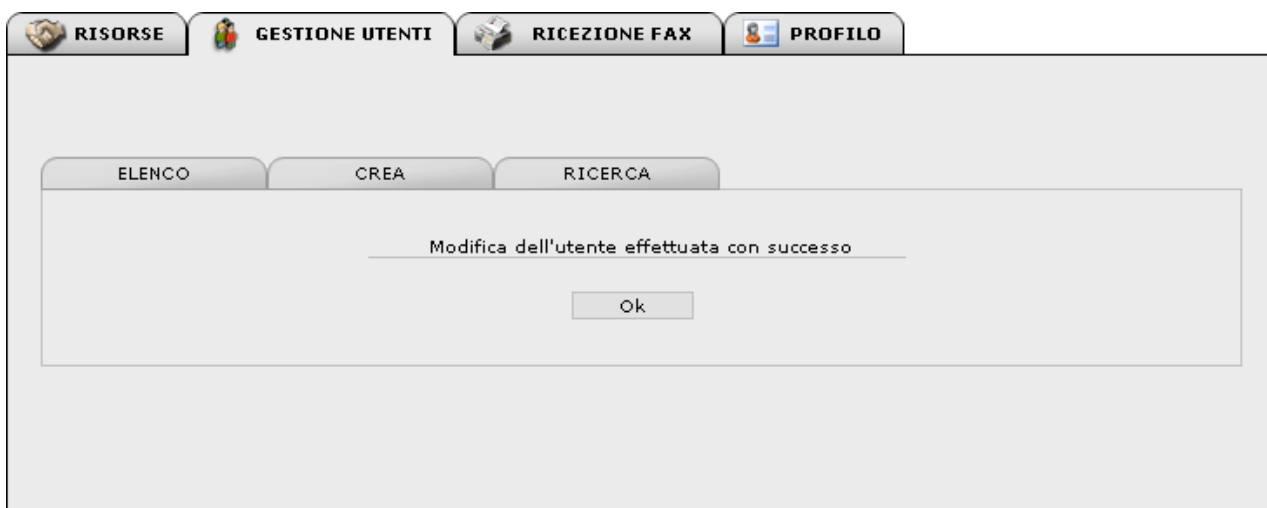 RISORSE GESTIONE UTENTI RICEZIONE FAX PROFILO
ELENCO CREA RICERCA
Modifica dell'utente effettuata con successo
Ok